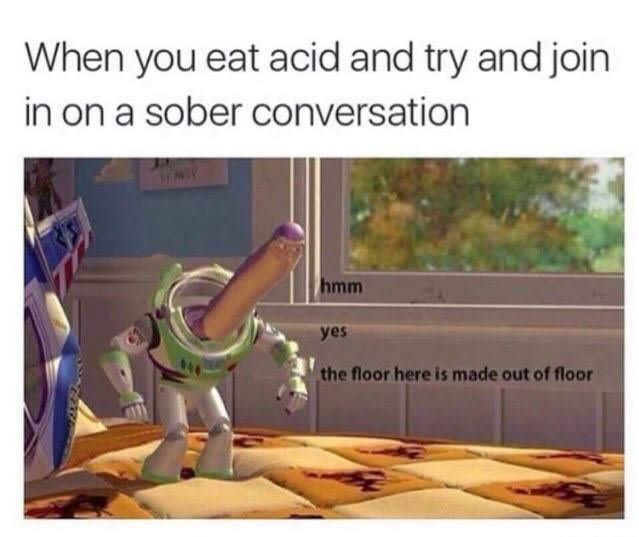 When you eat acid and try and join
in on a sober conversation
hmm
yes
the floor here is made out of floor